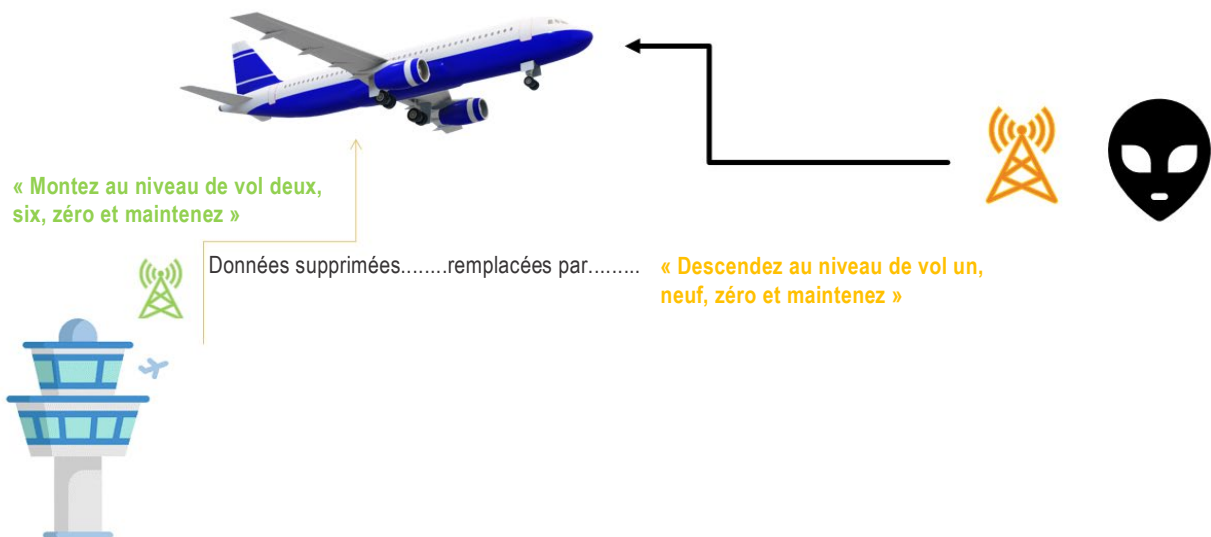 « Montez au niveau de vol deux,
six, zéro et maintenez »
Données supprimées........remplacées par.........
« Descendez au niveau de vol un,
neuf, zéro et maintenez »